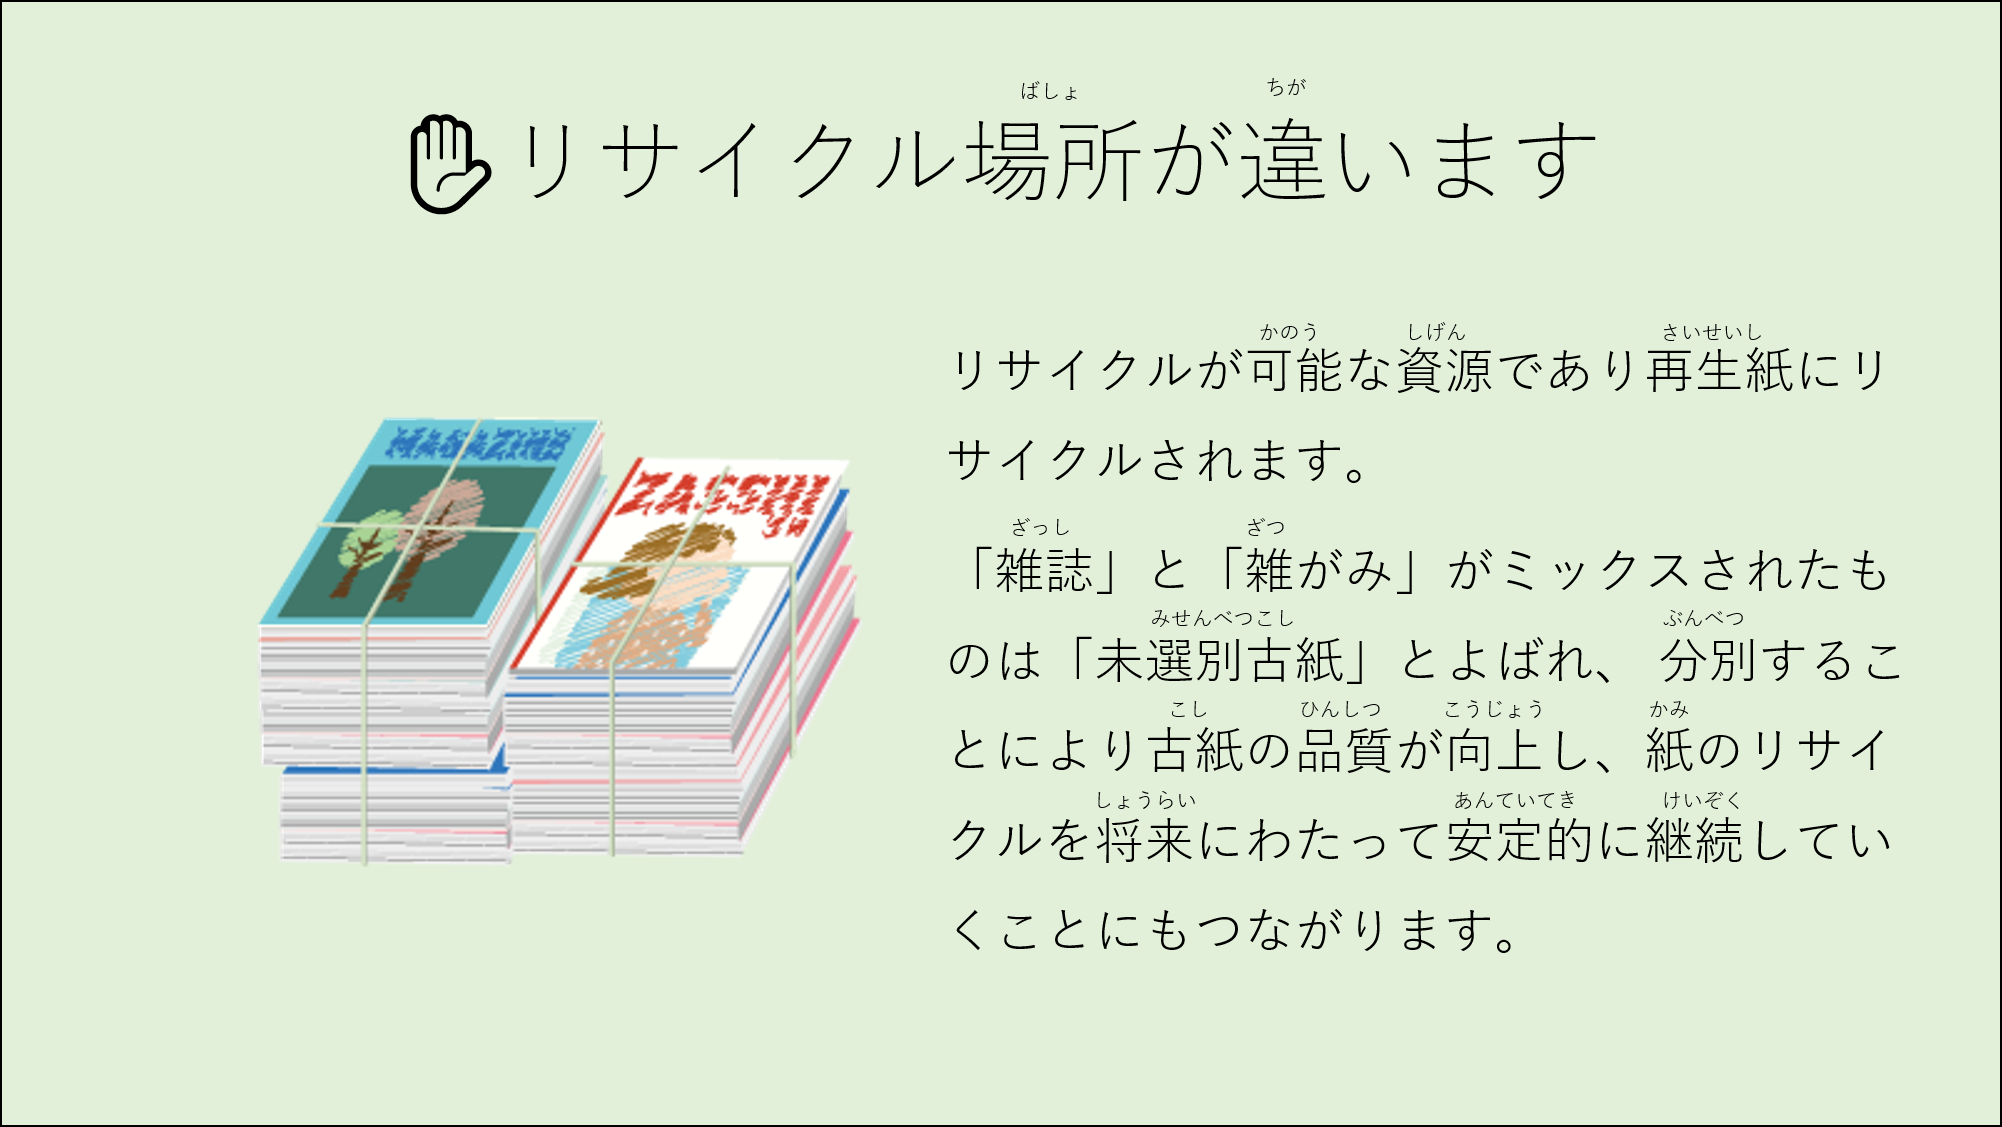 ばしょ ちが
リサイクル場所が違います
MAGAZINE
ZASSHI
かのう しげん さいせいし
リサイクルが可能な資源であり再生紙にリ
サイクルされます。
ざっし ざつ
「雑誌」と「雑がみ」がミックスされたも
みせんべつこし ぶんべつ
のは「未選別古紙」とよばれ、 分別するこ
こし ひんしつ こうじょう かみ
とにより古紙の品質が向上し、紙のリサイ
しょうらい あんていてき けいぞく
クルを将来にわたって安定的に継続してい
くことにもつながります。